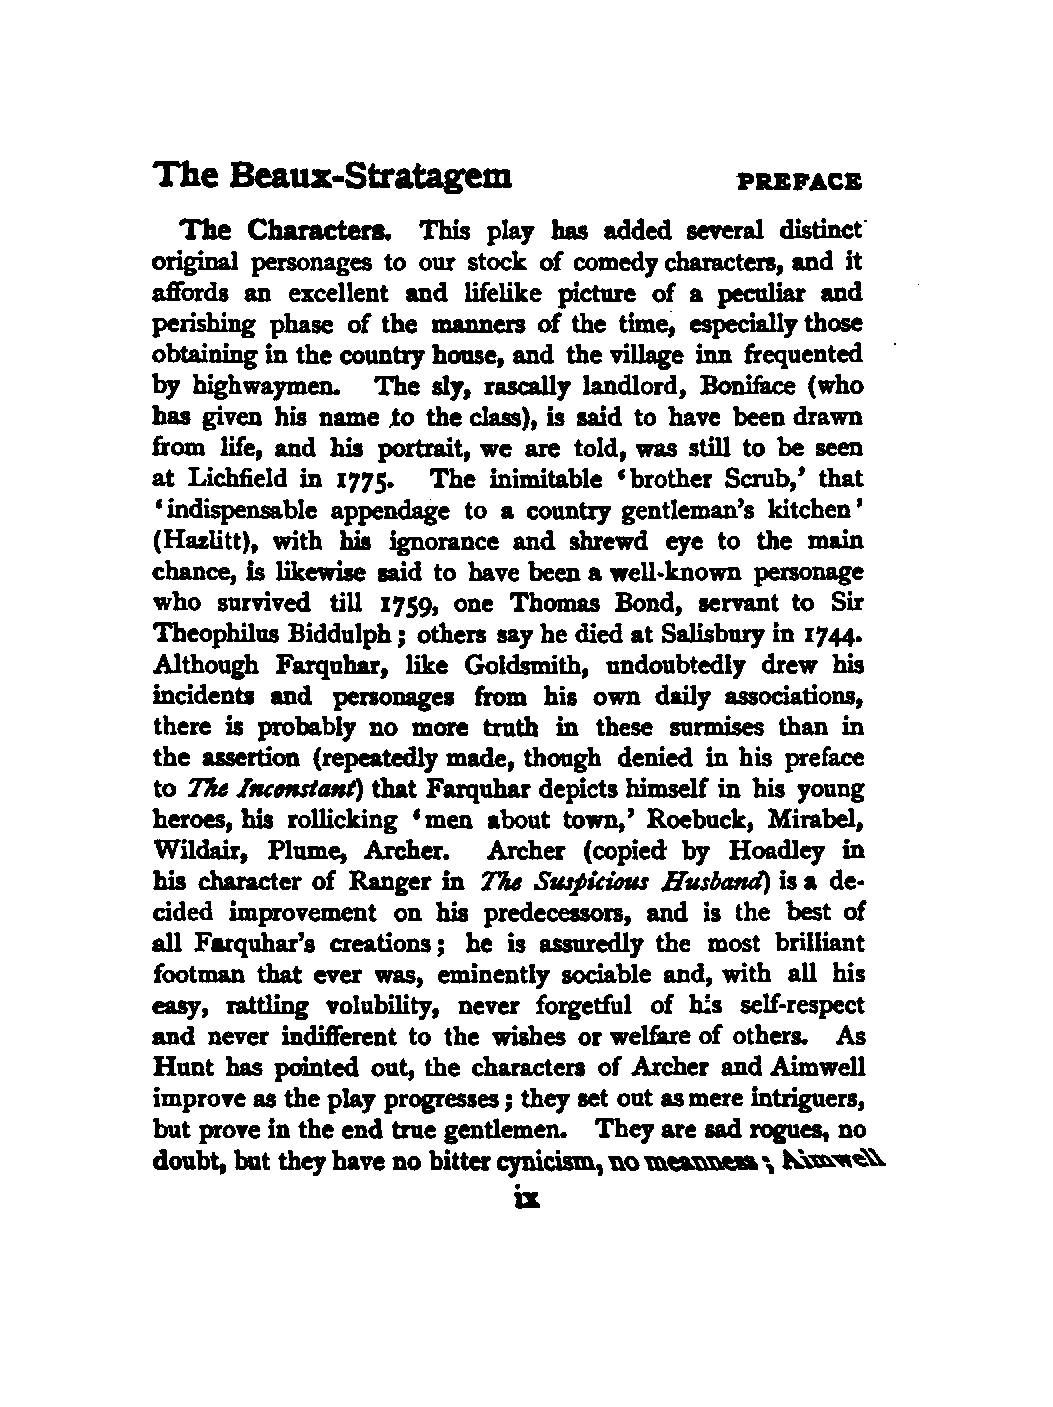 The Beaux-Stratagem PREFACE
The Characters. This play has added several distinct
original personages to our stock of comedy characters, and it
affords an excellent and lifelike picture of a peculiar and
perishing phase of the manners of the time, especially those
obtaining in the country house, and the village inn frequented
by highwaymen. The sly, rascally landlord, Boniface (who
has given his name to the class), is said to have been drawn
from life, and his portrait, we are told, was still to be seen
at Lichfield in 1775. The inimitable ‘brother Scrub,’ that
‘indispensable appendage to a country gentleman’s kitchen’
(Hazlitt), with his ignorance and shrewd eye to the main
chance, is likewise said to have been a well-known personage
who survived till 1759, one Thomas Bond, servant to Sir
Theophilus Biddulph; others say he died at Salisbury in 1744.
Although Farquhar, like Goldsmith, undoubtedly drew his
incidents and personages from his own daily associations,
there is probably no more truth in these surmises than in
the assertion (repeatedly made, though denied in his preface
to The Inconstant) that Farquhar depicts himself in his young
heroes, his rollicking ‘men about town,’ Roebuck, Mirabel,
Wildair, Plume, Archer. Archer (copied by Hoadley in
his character of Ranger in The Suspicious Husband) is a de-
cided improvement on his predecessors, and is the best of
all Farquhar’s creations; he is assuredly the most brilliant
footman that ever was, eminently sociable and, with all his
easy, rattling volubility, never forgetful of his self-respect
and never indifferent to the wishes or welfare of others. As
Hunt has pointed out, the characters of Archer and Aimwell
improve as the play progresses; they set out as mere intriguers,
but prove in the end true gentlemen. They are sad rogues, no
doubt, but they have no bitter cynicism, no meanness; Aimwell
ix